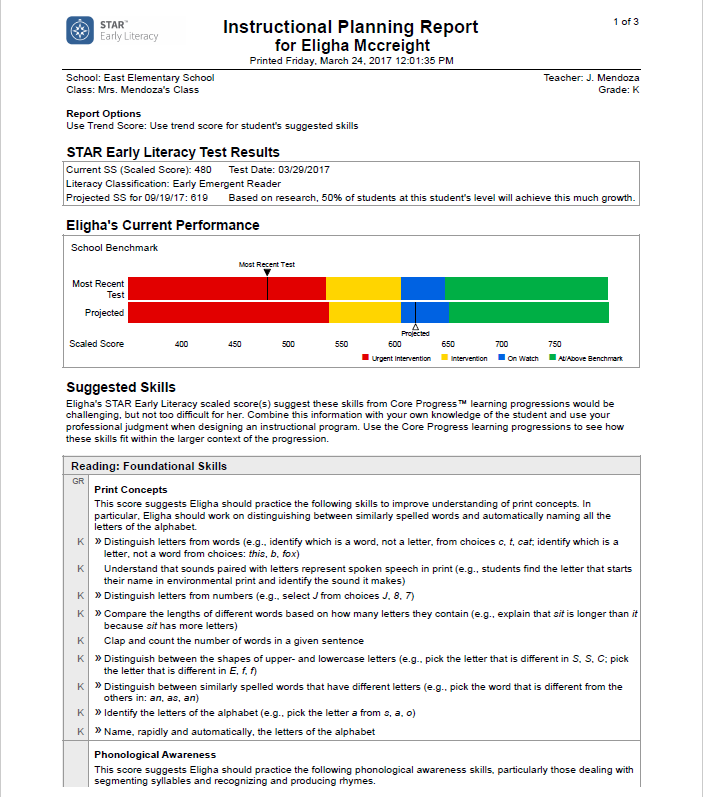 STAR™
Early Literacy
Instructional Planning Report
for Eligha Mccreight
Printed Friday, March 24, 2017 12:01:35 PM
1 of 3
School: East Elementary School
Teacher: J. Mendoza
Class: Mrs. Mendoza's Class
Grade: K
Report Options
Use Trend Score: Use trend score for student's suggested skills
STAR Early Literacy Test Results
Current SS (Scaled Score): 480 Test Date: 03/29/2017
Literacy Classification: Early Emergent Reader
Projected SS for 09/19/17: 619 Based on research, 50% of students at this student's level will achieve this much growth.
Eligha's Current Performance
School Benchmark
Most Recent Test
Most Recent
Test
Projected
Projected
Scaled Score 400 450 500 550 600 650 700 750
Urgent Intervention Intervention On Watch At/Above Benchmark
Suggested Skills
Eligha's STAR Early Literacy scaled score(s) suggest these skills from Core Progress™ learning progressions would be
challenging, but not too difficult for her. Combine this information with your own knowledge of the student and use your
professional judgment when designing an instructional program. Use the Core Progress learning progressions to see how
these skills fit within the larger context of the progression.
Reading: Foundational Skills
GR
Print Concepts
This score suggests Eligha should practice the following skills to improve understanding of print concepts. In
particular, Eligha should work on distinguishing between similarly spelled words and automatically naming all the
letters of the alphabet.
K » Distinguish letters from words (e.g., identify which is a word, not a letter, from choices c, t, cat; identify which is a
letter, not a word from choices: this, b, fox)
K Understand that sounds paired with letters represent spoken speech in print (e.g., students find the letter that starts
their name in environmental print and identify the sound it makes)
K » Distinguish letters from numbers (e.g., select J from choices J, 8, 7)
K » Compare the lengths of different words based on how many letters they contain (e.g., explain that sit is longer than it
because sit has more letters)
K Clap and count the number of words in a given sentence
K » Distinguish between the shapes of upper- and lowercase letters (e.g., pick the letter that is different in S, S, C; pick
the letter that is different in E, f, f)
K » Distinguish between similarly spelled words that have different letters (e.g., pick the word that is different from the
others in: an, as, an)
K » Identify the letters of the alphabet (e.g., pick the letter a from s, a, o)
K » Name, rapidly and automatically, the letters of the alphabet
Phonological Awareness
This score suggests Eligha should practice the following phonological awareness skills, particularly those dealing with
segmenting syllables and recognizing and producing rhymes.